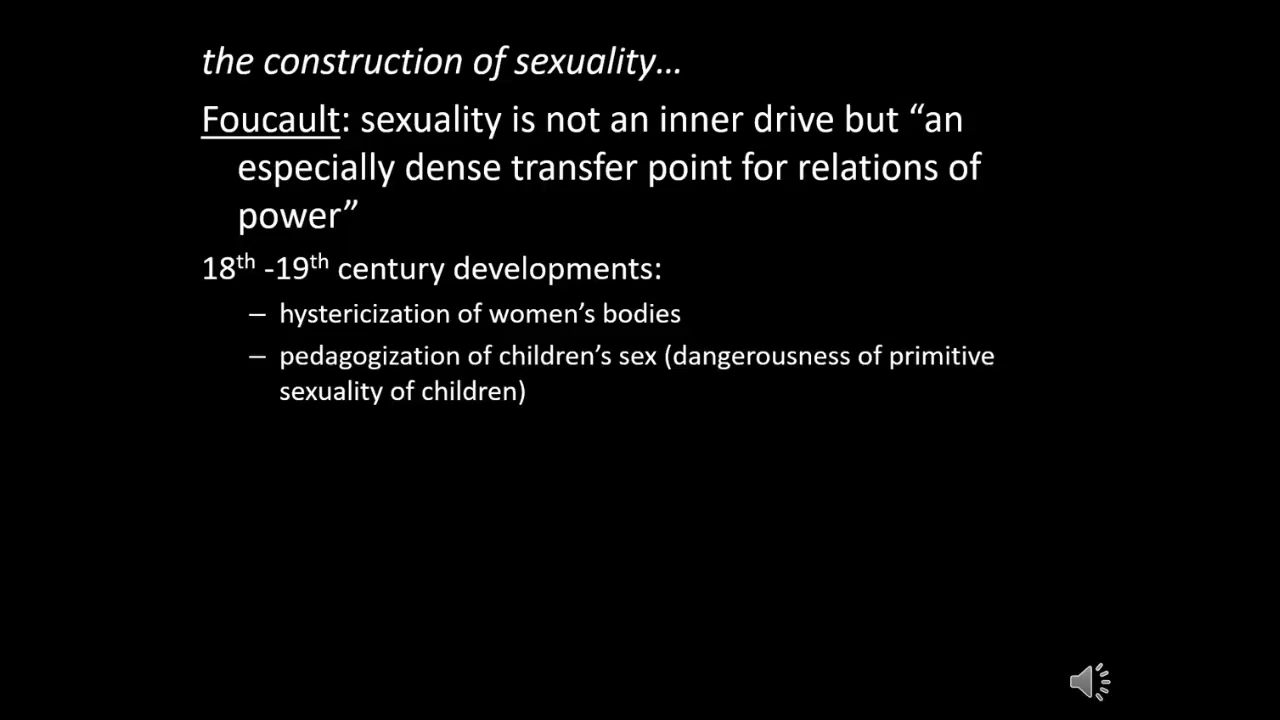 the construction of sexuality…
Foucault: sexuality is not an inner drive but “an
especially dense transfer point for relations of
power”
18th -19th century developments:
– hystericization of women’s bodies
– pedagogization of children’s sex (dangerousness of primitive
sexuality of children)